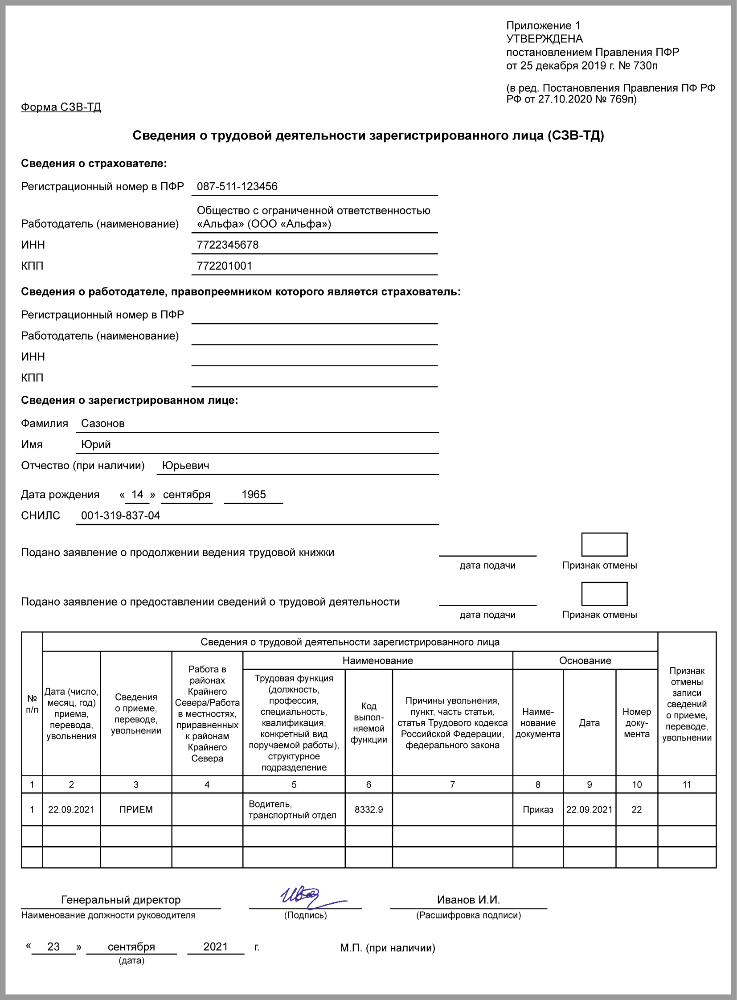 Приложение 1
УТВЕРЖДЕНА
постановлением Правления ПФР
от 25 декабря 2019 г. № 730п
(в ред. Постановления Правления ПФ РФ
РФ от 27.10.2020 № 769п)
Форма СЗВ-ТД
Сведения о трудовой деятельности зарегистрированного лица (СЗВ-ТД)
Сведения о страхователе:
Регистрационный номер в ПФР 087-511-123456
Общество с ограниченной ответственностью
Работодатель (наименование) «Альфа» (ООО «Альфа»)
ИНН 7722345678
КПП 772201001
Сведения о работодателе, правопреемником которого является страхователь:
Регистрационный номер в ПФР
Работодатель (наименование)
ИНН
КПП
Сведения о зарегистрированном лице:
Фамилия Сазонов
Имя Юрий
Отчество (при наличии) Юрьевич
Дата рождения « 14 » сентября 1965
СНИЛС 001-319-837-04
Подано заявление о продолжении ведения трудовой книжки
дата подачи Признак отмены
Подано заявление о предоставлении сведений о трудовой деятельности
дата подачи Признак отмены
№
п/п
Сведения о трудовой деятельности зарегистрированного лица
Дата (число,
месяц, год)
приема,
перевода,
увольнения
Сведения
о приеме,
переводе,
увольнении
Работа в
районах
Крайнего
Севера/Работа
в местностях,
приравненных
к районам
Крайнего
Севера
Наименование
Трудовая функция
(должность,
профессия,
специальность,
квалификация,
конкретный вид
поручаемой работы),
структурное
подразделение
Код
выпол-
няемой
функции
Причины увольнения,
пункт, часть статьи,
статья Трудового кодекса
Российской Федерации,
федерального закона
Основание
Наиме-
нование
документа
Дата
Номер
доку-
мента
Признак
отмены
записи
сведений
о приеме,
переводе,
увольнении
1 2 3 4 5 6 7 8 9 10 11
1 22.09.2021 ПРИЕМ Водитель, 8332.9 Приказ 22.09.2021 22
транспортный отдел
Генеральный директор Иванов И.И.
Наименование должности руководителя (Подпись) (Расшифровка подписи)
« 23 » сентября 2021 г. М.П. (при наличии)
(дата)